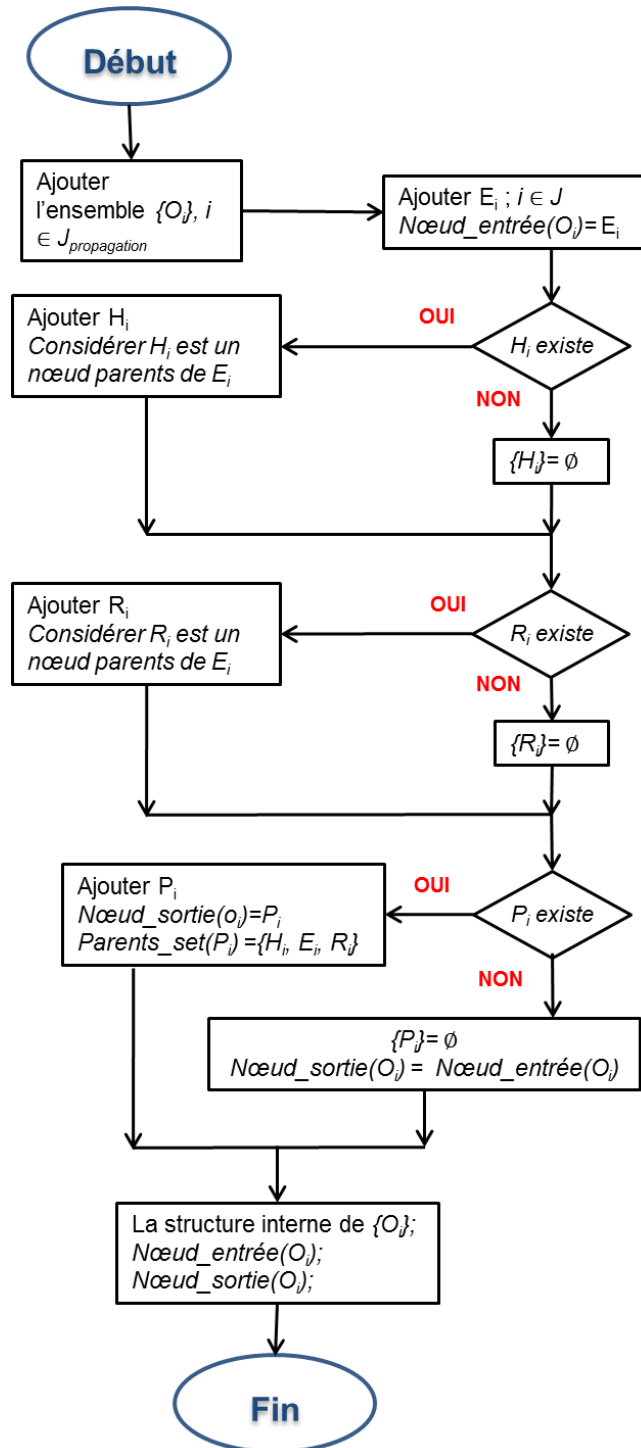 Début
Ajouter
l'ensemble {Oi}, i
∈ Jpropagation
Ajouter Ei ; i ∈ J
Nœud_entrée(Oi)= Ei
Hi existe
OUI
Ajouter Hi
Considérer Hi est un
nœud parents de Ei
NON
{Hi}= ∅
Ri existe
OUI
Ajouter Ri
Considérer Ri est un
nœud parents de Ei
NON
{Ri}= ∅
Pi existe
OUI
Ajouter Pi
Nœud_sortie(oi)=Pi
Parents_set(Pi) ={Hi, Ei, Ri}
NON
{Pi}= ∅
Nœud_sortie(Oi) = Nœud_entrée(Oi)
La structure interne de {Oi};
Nœud_entrée(Oi);
Nœud_sortie(Oi);
Fin